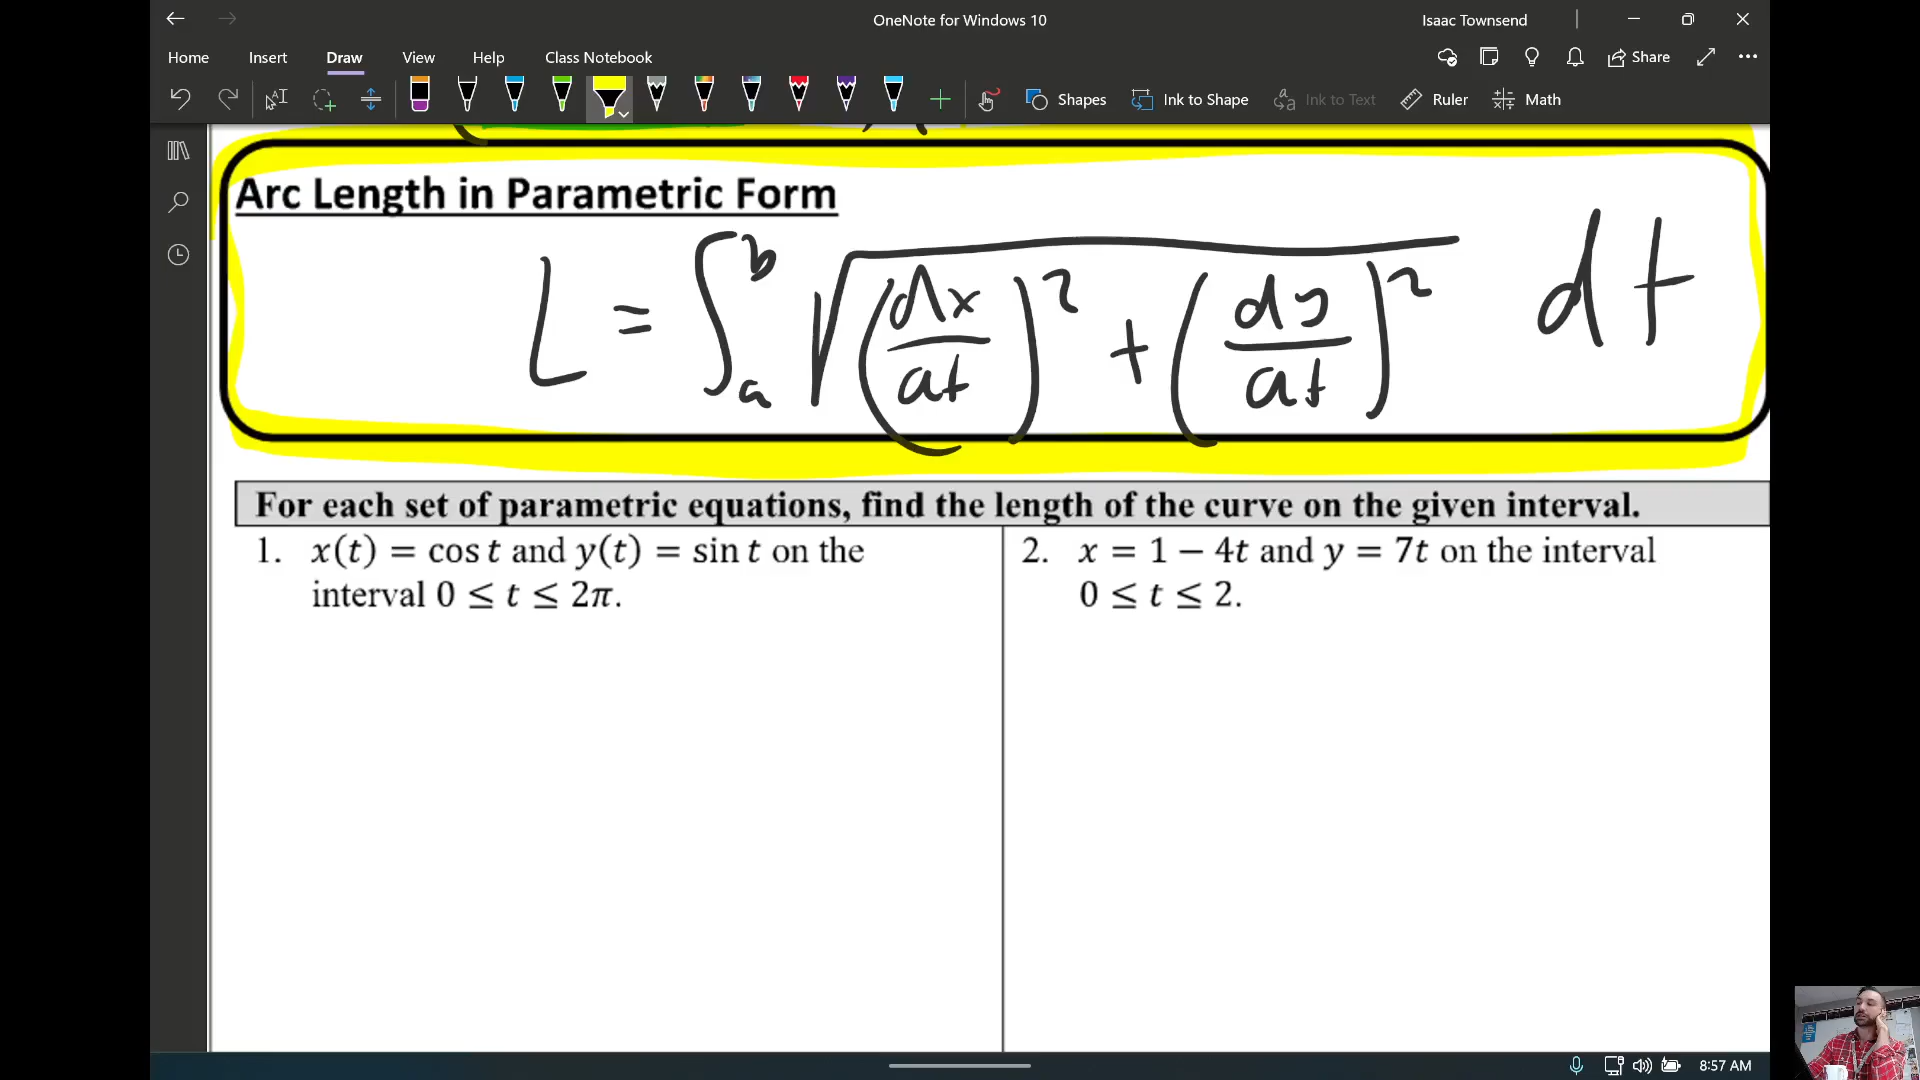 OneNote for Windows 10
Isaac Townsend
Home Insert Draw View Help Class Notebook
Share
Shapes Ink to Shape Ink to Text Ruler Math
Arc Length in Parametric Form
L = ∫_a^b √((dx/dt)² + (dy/dt)²) dt
For each set of parametric equations, find the length of the curve on the given interval.
1. x(t) = cos t and y(t) = sin t on the
interval 0 ≤ t ≤ 2π.
2. x = 1 − 4t and y = 7t on the interval
0 ≤ t ≤ 2.
8:57 AM